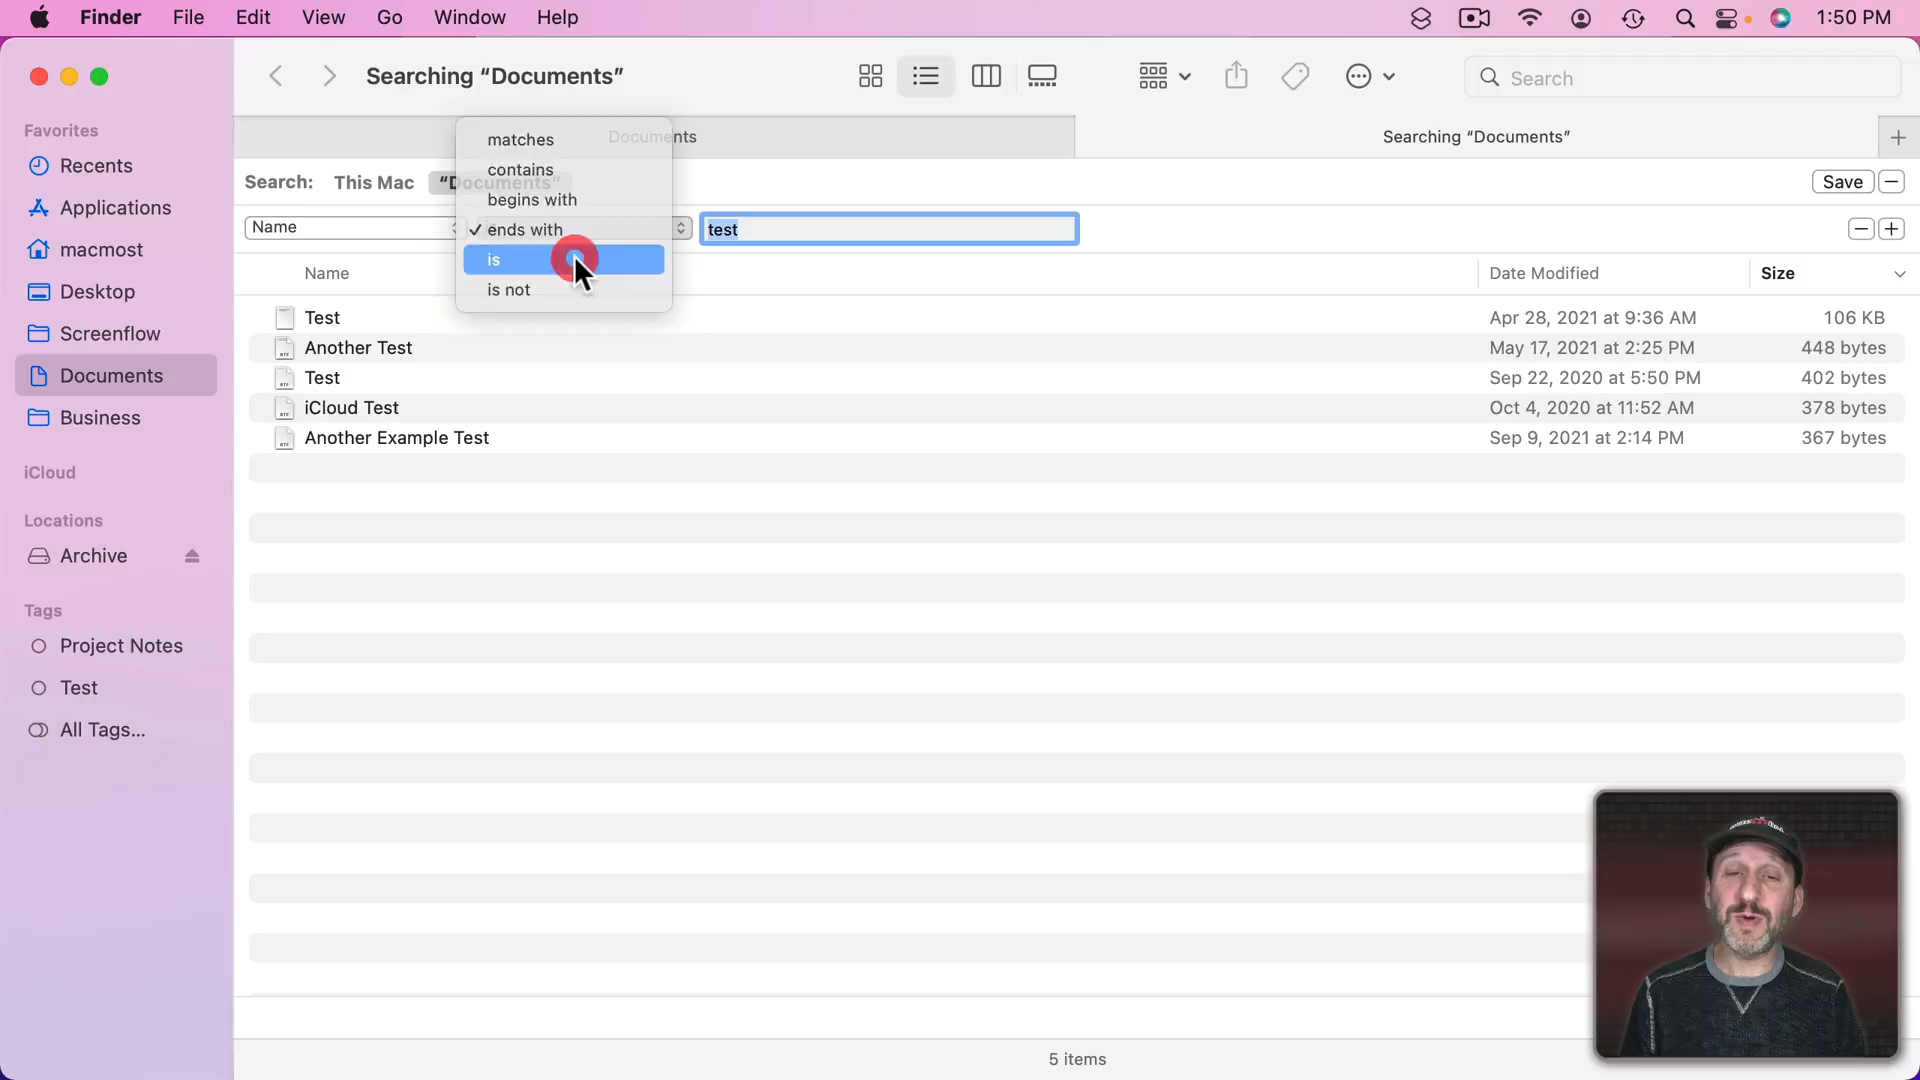 Finder File Edit View Go Window Help 1:50 PM
Searching “Documents” Search
Documents Searching “Documents”
Search: This Mac “Documents” Save
Name test
matches
contains
begins with
✓ ends with
is
is not
Name Date Modified Size
Test Apr 28, 2021 at 9:36 AM 106 KB
Another Test May 17, 2021 at 2:25 PM 448 bytes
Test Sep 22, 2020 at 5:50 PM 402 bytes
iCloud Test Oct 4, 2020 at 11:52 AM 378 bytes
Another Example Test Sep 9, 2021 at 2:14 PM 367 bytes
5 items
Favorites
Recents
Applications
macmost
Desktop
Screenflow
Documents
Business
iCloud
Locations
Archive
Tags
Project Notes
Test
All Tags...